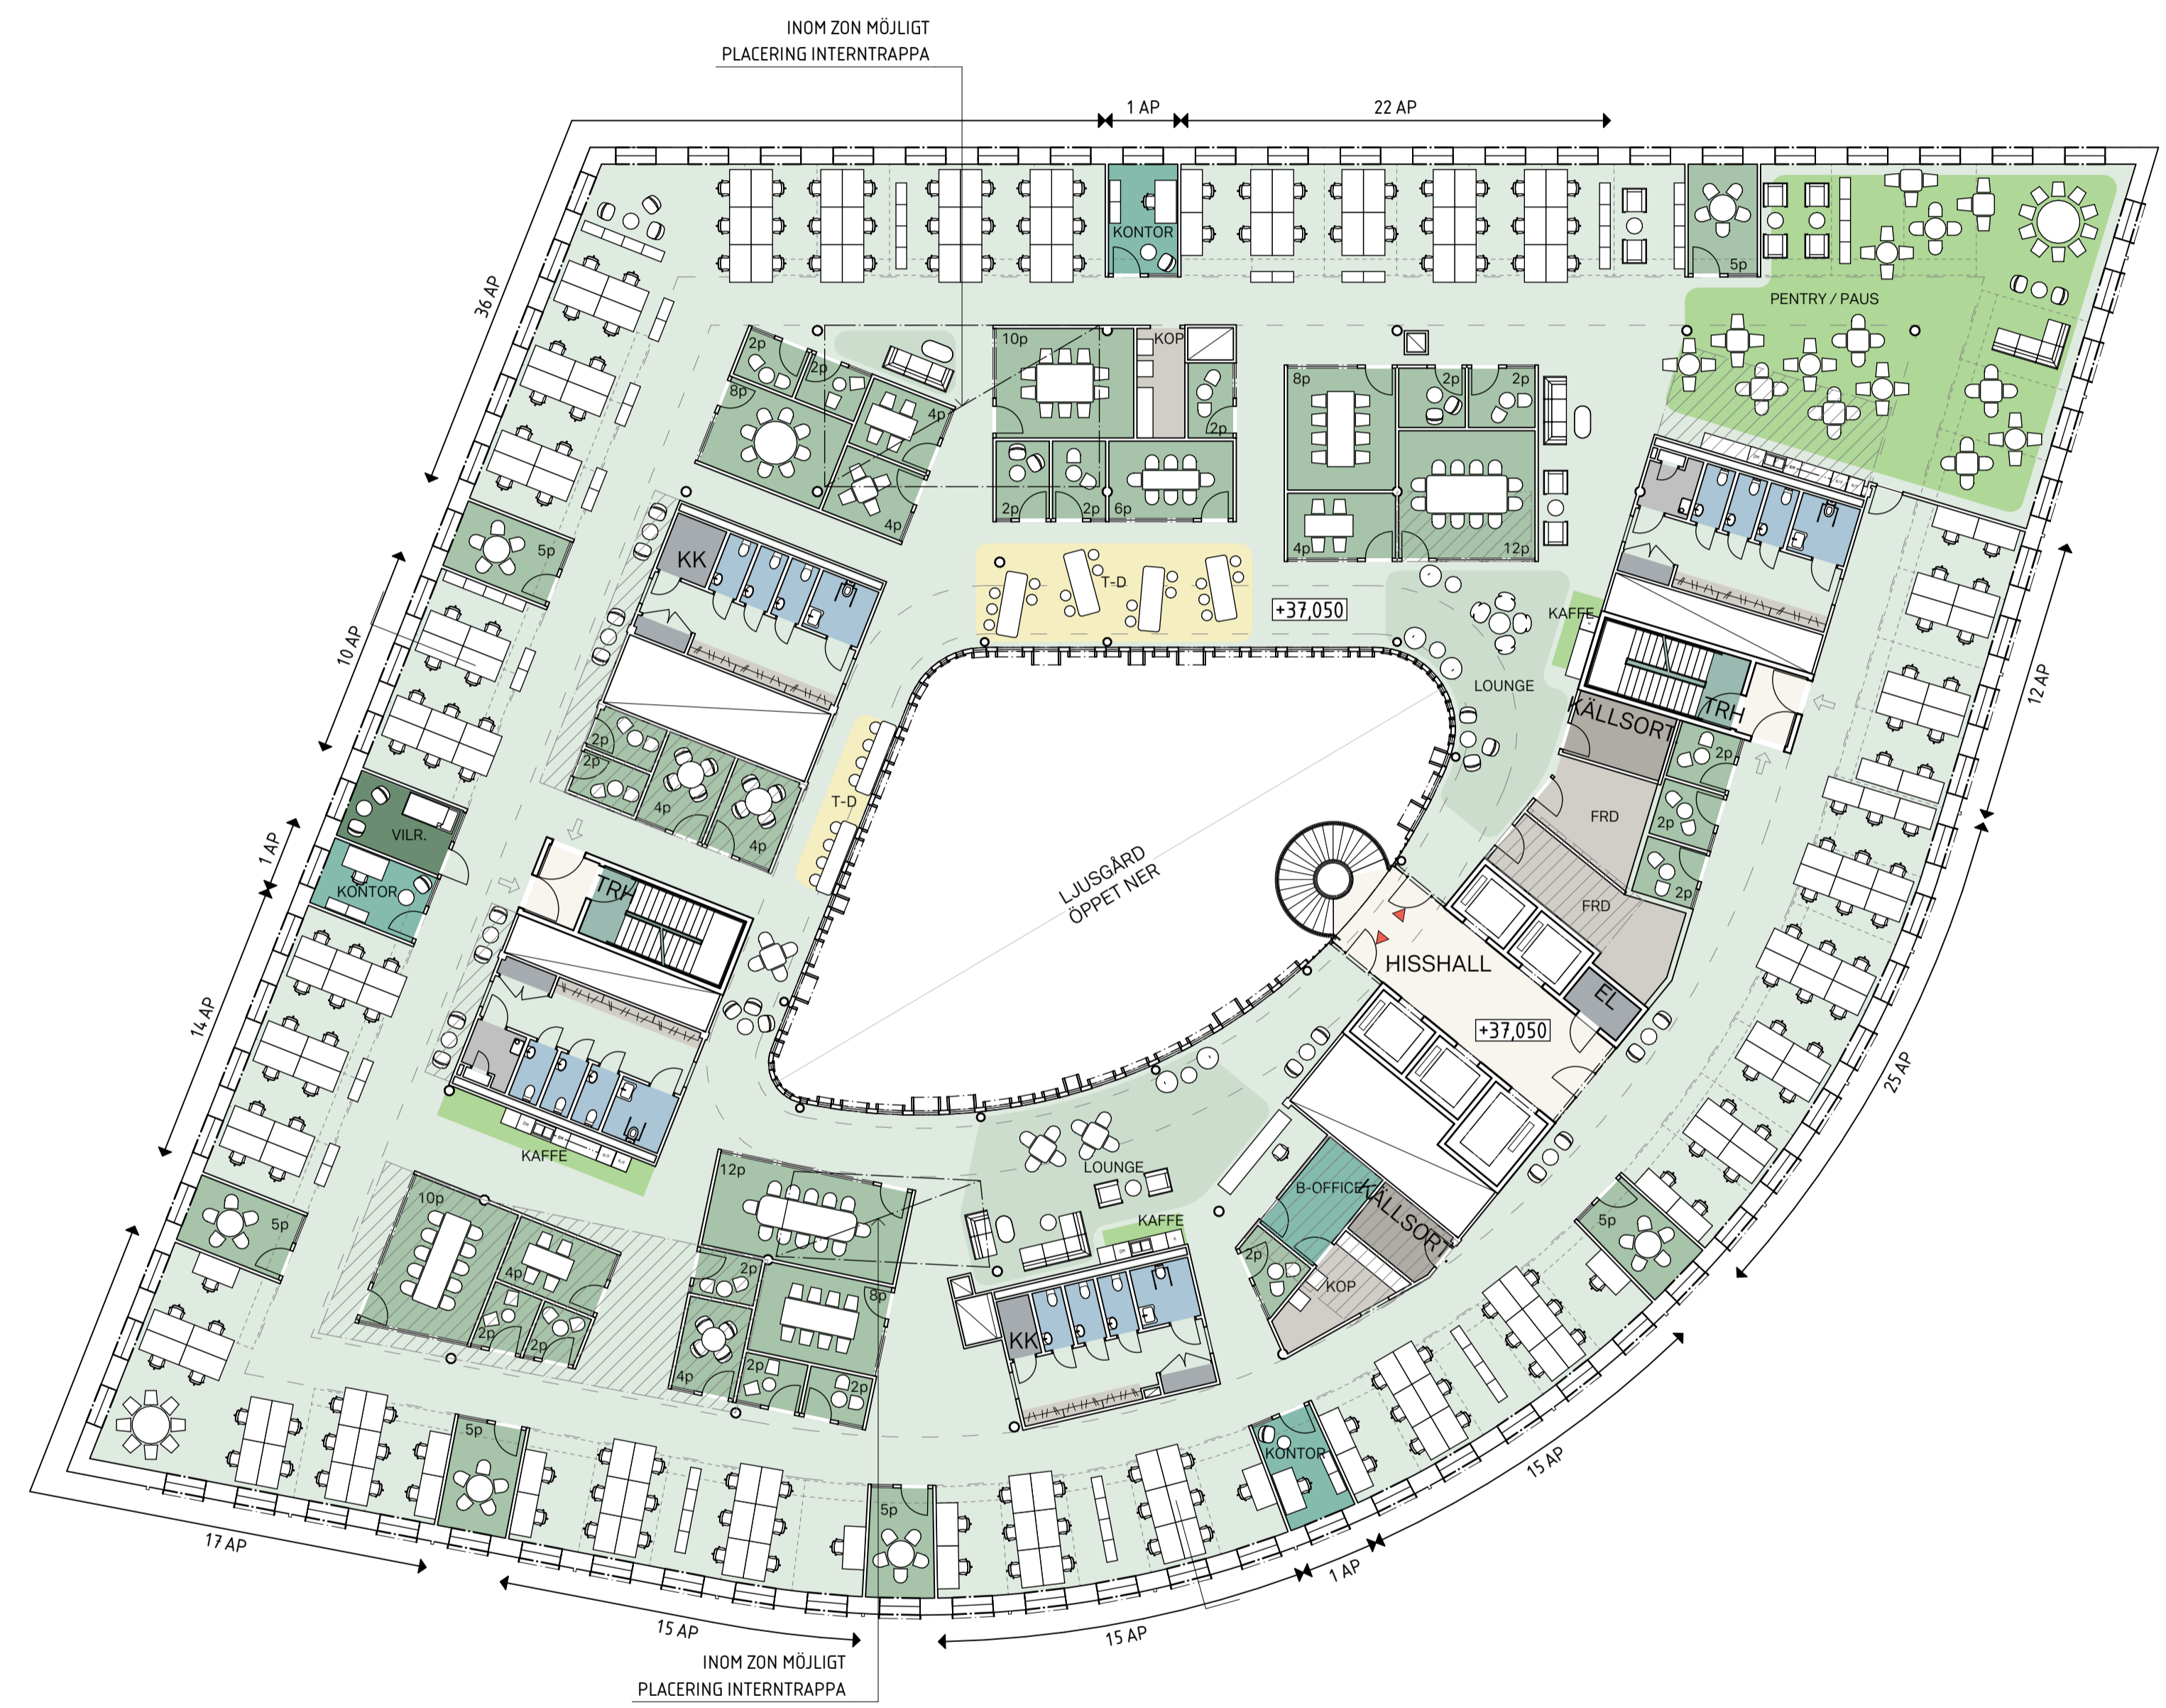 INOM ZON MÖJLIGT
PLACERING INTERNTRAPPA
1 AP
22 AP
36 AP
KONTOR
5p
PENTRY / PAUS
2p
2p
8p
4p
4p
10p
KOP
2p
2p
2p
6p
8p
2p
2p
4p
12p
5p
KK
T-D
+37,050
LOUNGE
KAFFE
TRH
KÄLLSORT
12 AP
10 AP
2p
2p
4p
4p
T-D
VILR.
KONTOR
1 AP
TRH
LJUSGÅRD
ÖPPET NER
2p
2p
2p
FRD
FRD
HISSHALL
EL
+37,050
14 AP
25 AP
KAFFE
5p
10p
4p
2p
2p
12p
2p
8p
4p
2p
2p
LOUNGE
KAFFE
KK
B-OFFICE
KÄLLSORT
2p
KOP
5p
5p
5p
KONTOR
17 AP
15 AP
15 AP
1 AP
15 AP
INOM ZON MÖJLIGT
PLACERING INTERNTRAPPA